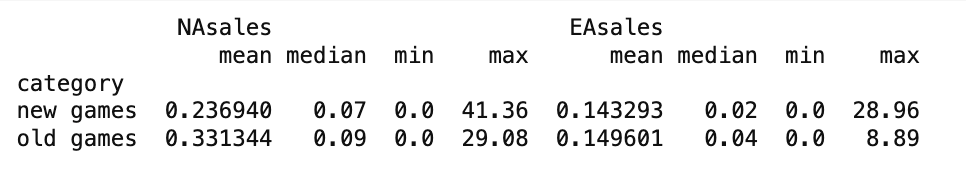 NAsales EAsales
mean median min max mean median min max
category
new games 0.236940 0.07 0.0 41.36 0.143293 0.02 0.0 28.96
old games 0.331344 0.09 0.0 29.08 0.149601 0.04 0.0 8.89